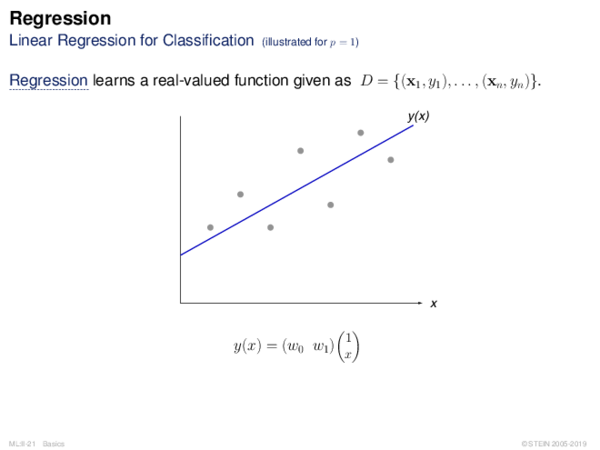 Regression
Linear Regression for Classification (illustrated for p = 1)
Regression learns a real-valued function given as D = {(x₁, y₁), . . . , (xₙ, yₙ)}.
y(x)
x
y(x) = (w₀ w₁) (1 x)
ML:II-21 Basics
© STEIN 2005-2019